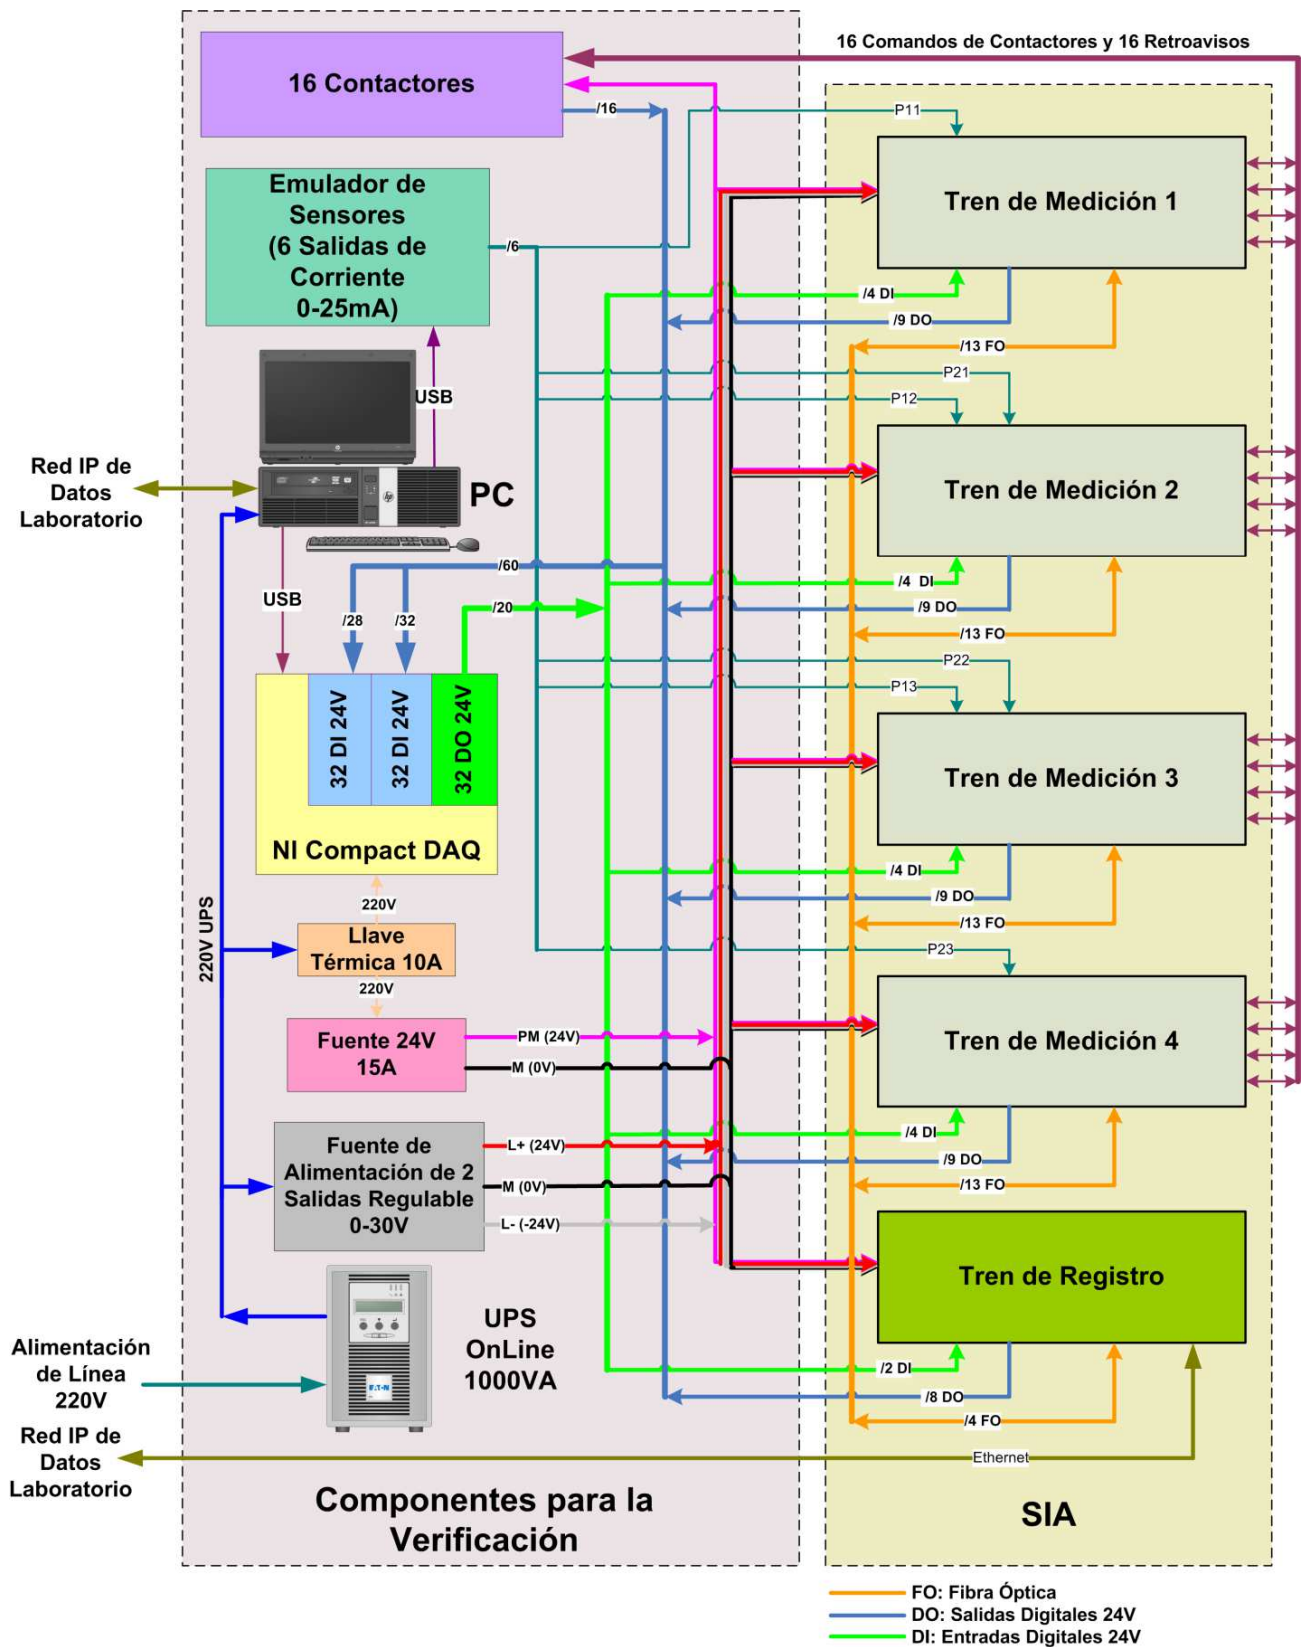 16 Comandos de Contactores y 16 Retroavisos
16 Contactores
/16
P11
Tren de Medición 1
Emulador de
Sensores
(6 Salidas de
Corriente
0-25mA)
/6
/4 DI
/9 DO
/13 FO
USB
P21
P12
Red IP de
Datos
Laboratorio
PC
Tren de Medición 2
/60
/4 DI
/9 DO
/13 FO
USB
/28
/32
/20
P22
P13
32 DI 24V
32 DI 24V
32 DO 24V
NI Compact DAQ
Tren de Medición 3
/4 DI
/9 DO
/13 FO
220V
220V UPS
Llave
Térmica 10A
220V
P23
Fuente 24V
15A
PM (24V)
M (0V)
Tren de Medición 4
Fuente de
Alimentación de 2
Salidas Regulable
0-30V
L+ (24V)
M (0V)
L- (-24V)
/4 DI
/9 DO
/13 FO
Tren de Registro
UPS
OnLine
1000VA
Alimentación
de Línea
220V
EATON
/2 DI
/8 DO
/4 FO
Red IP de
Datos
Laboratorio
Ethernet
Componentes para la
Verificación
SIA
FO: Fibra Óptica
DO: Salidas Digitales 24V
DI: Entradas Digitales 24V